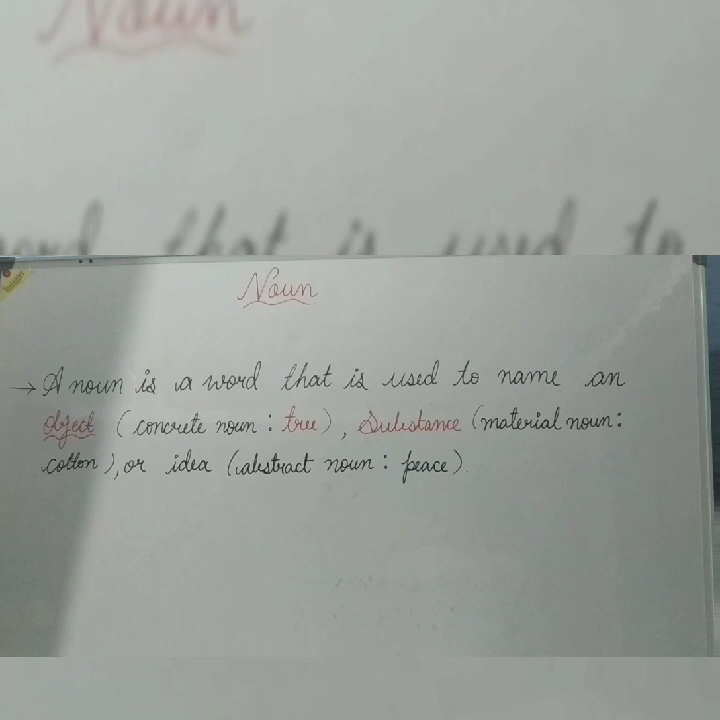 Noun
→ A noun is a word that is used to name an
object (concrete noun : tree), Substance (material noun :
cotton), or idea (abstract noun : peace).